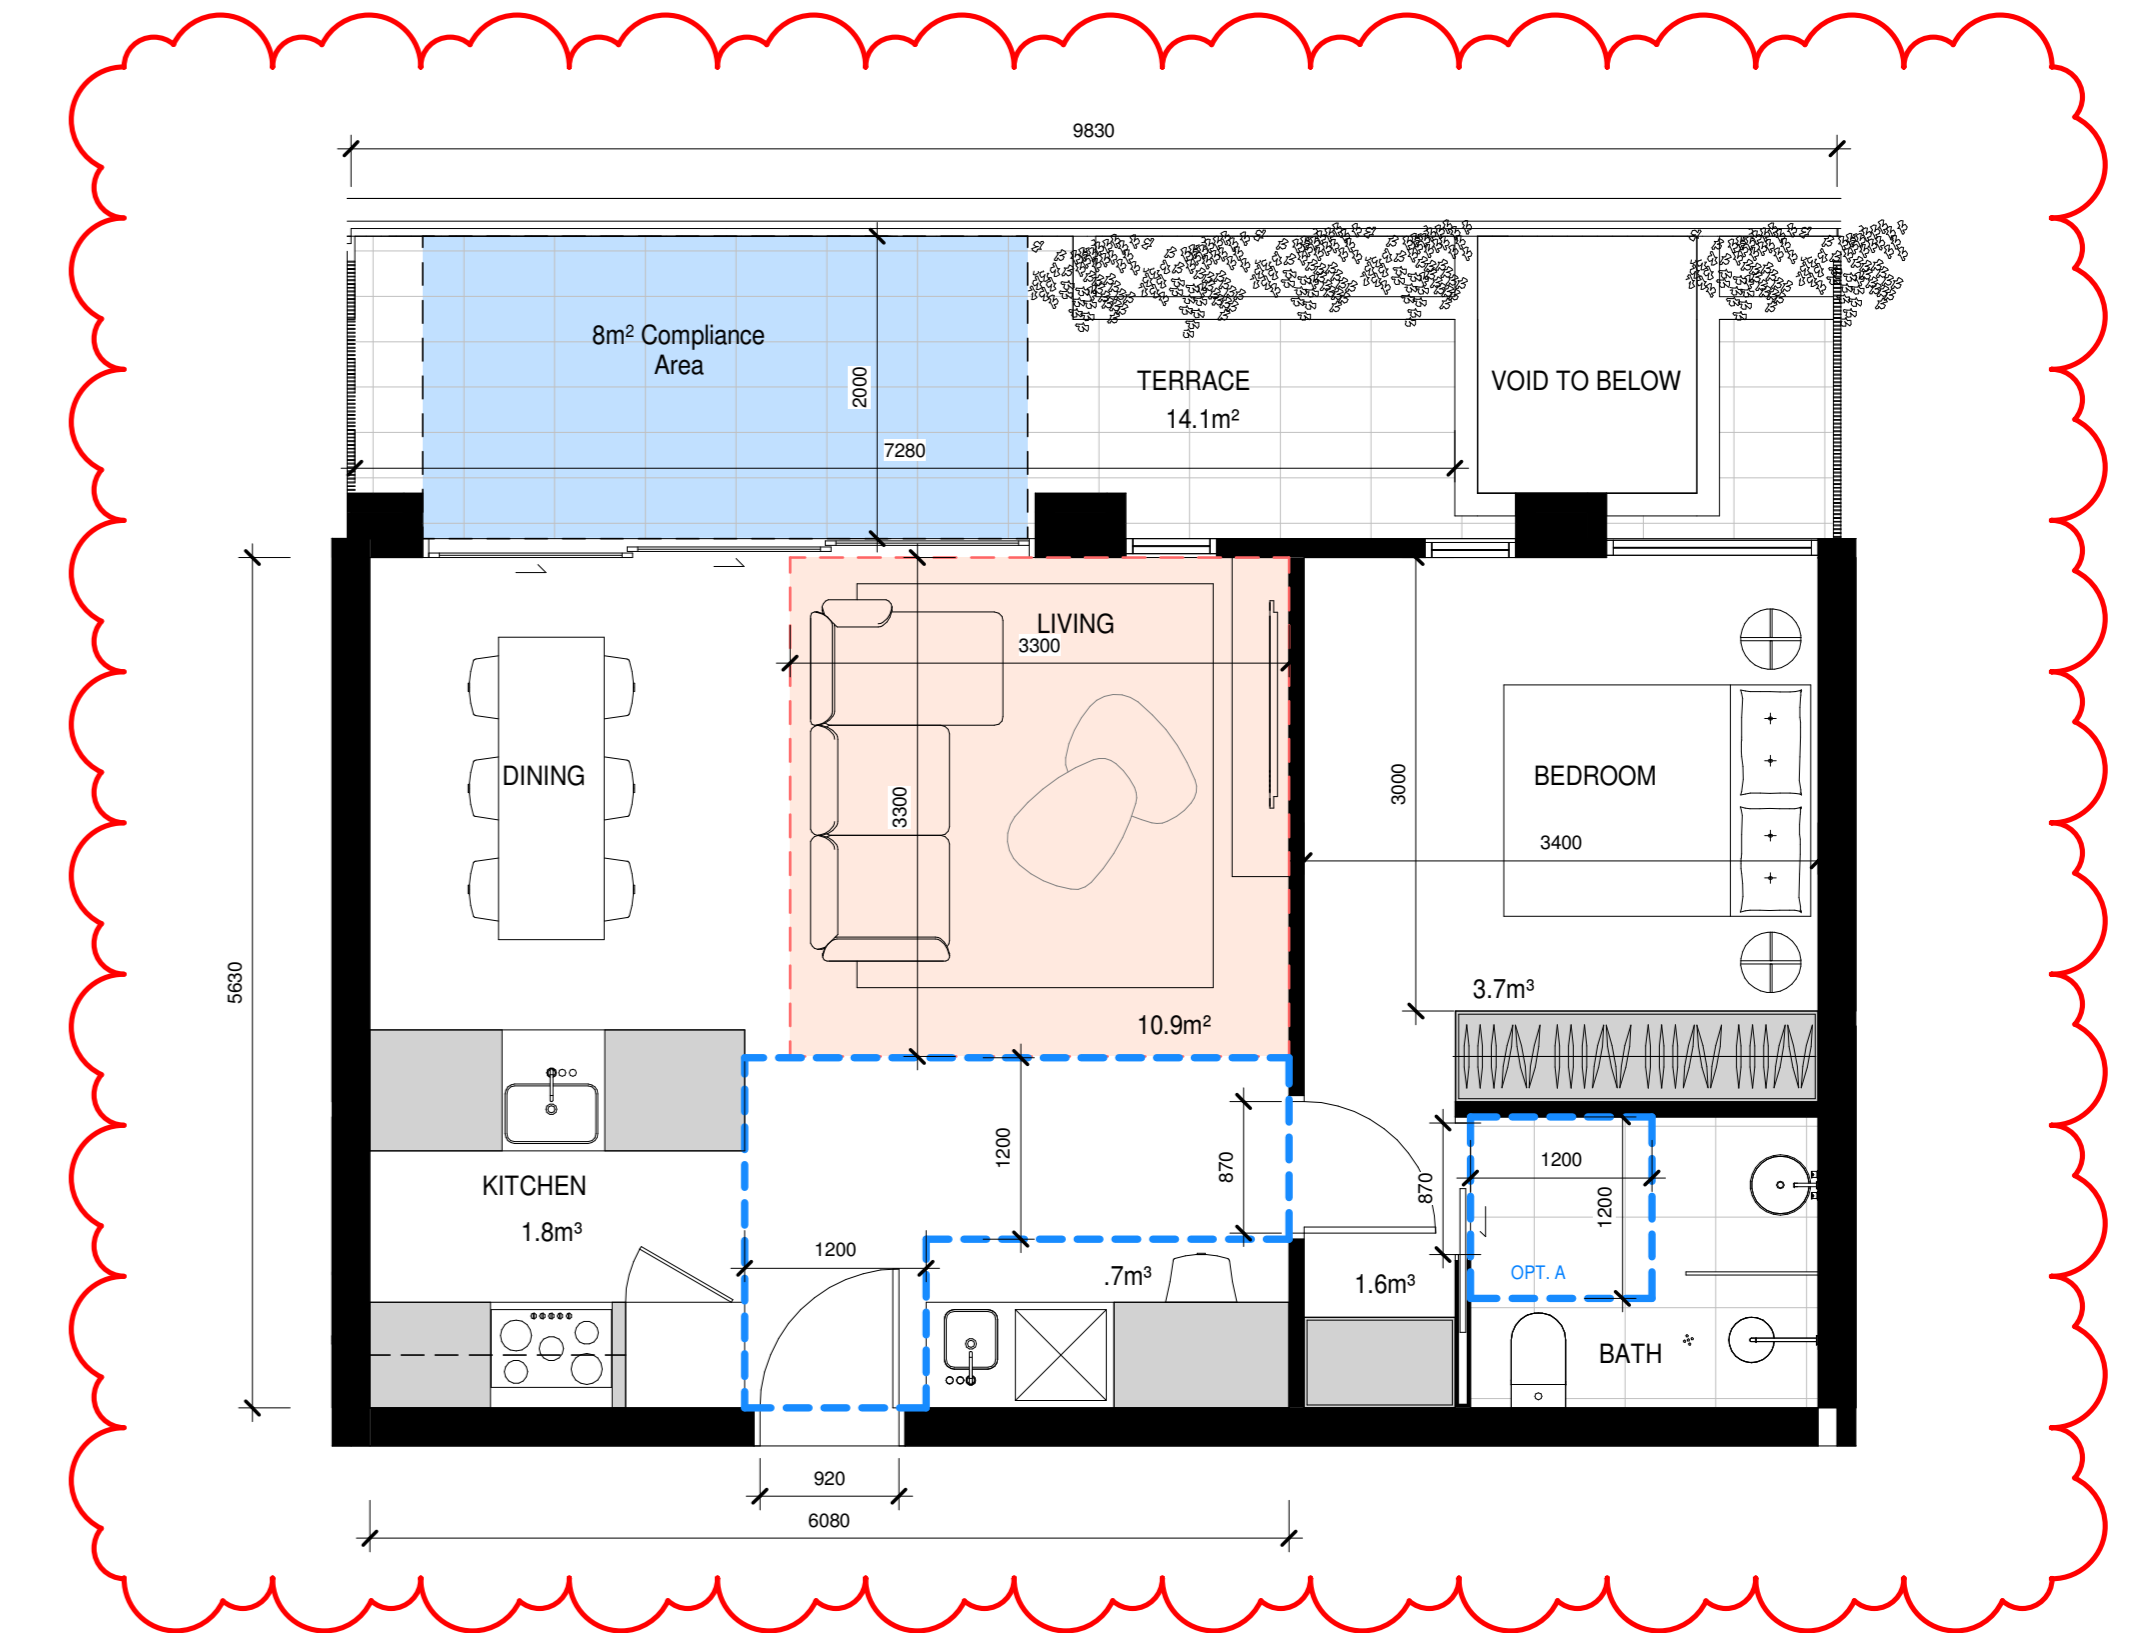 9830
8m² Compliance
Area
2000
7280
TERRACE
14.1m²
VOID TO BELOW
LIVING
3300
3300
10.9m²
DINING
BEDROOM
3000
3400
3.7m³
5630
KITCHEN
1.8m³
1200
1200
870
870
1200
1200
OPT. A
.7m³
1.6m³
BATH
920
6080